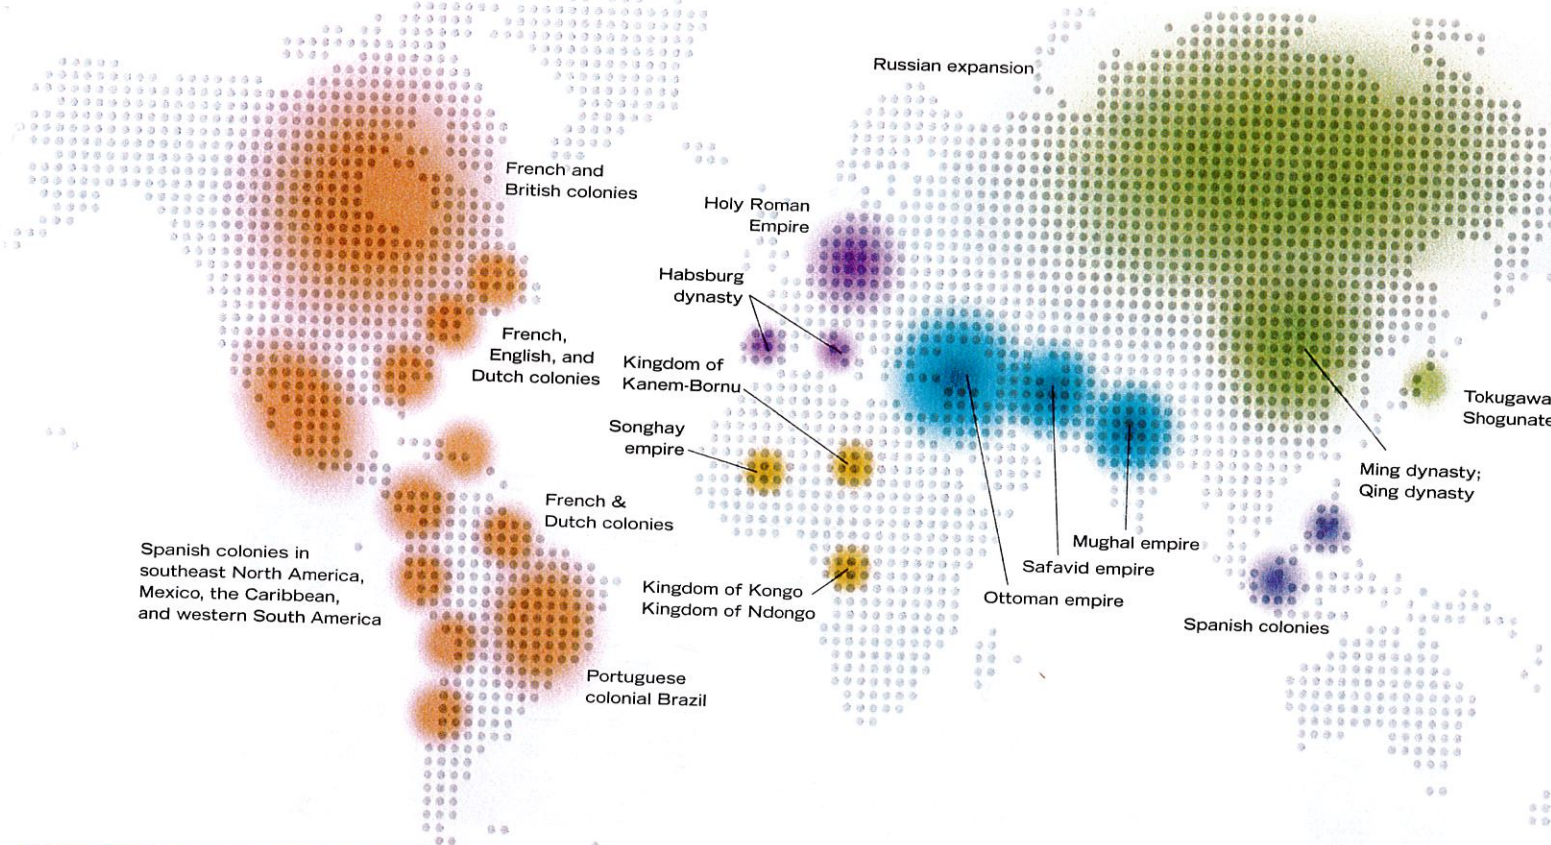 Russian expansion
French and
British colonies
Holy Roman
Empire
Habsburg
dynasty
French,
English, and
Dutch colonies
Kingdom of
Kanem-Bornu
Songhay
empire
Tokugawa
Shogunate
Ming dynasty;
Qing dynasty
French &
Dutch colonies
Mughal empire
Safavid empire
Ottoman empire
Spanish colonies in
southeast North America,
Mexico, the Caribbean,
and western South America
Kingdom of Kongo
Kingdom of Ndongo
Spanish colonies
Portuguese
colonial Brazil